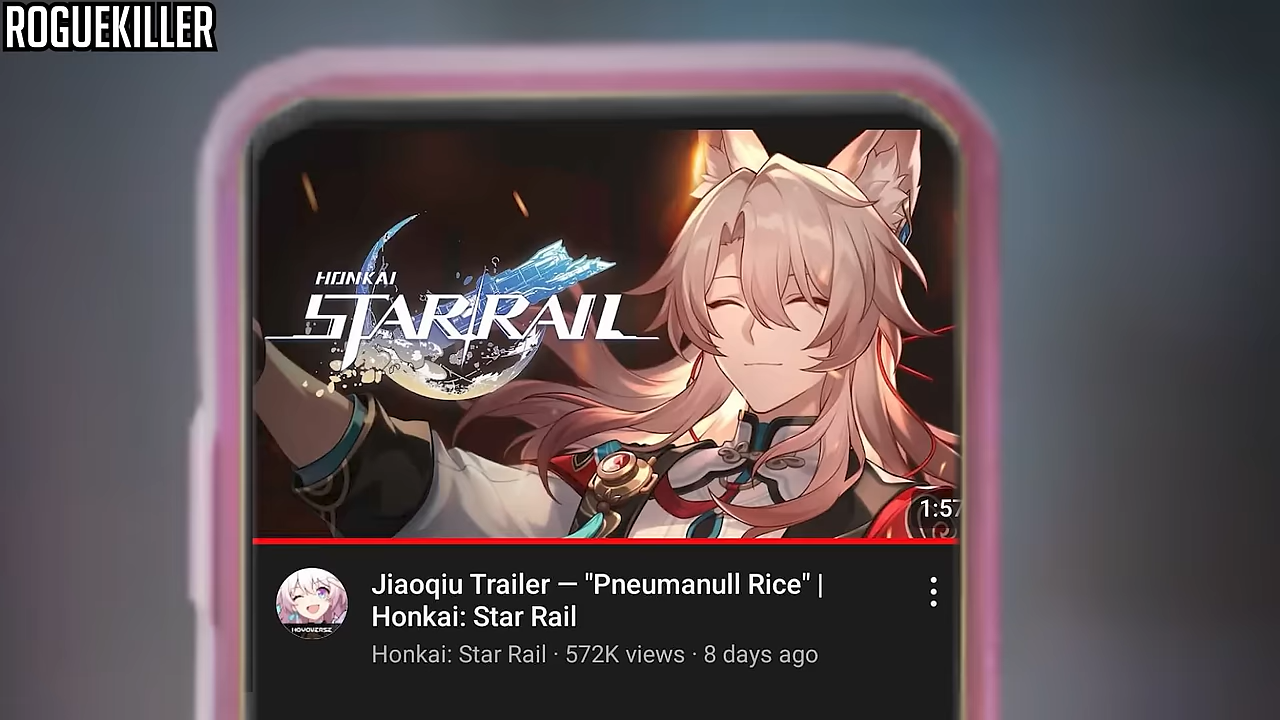 ROGUEKILLER
HONKAI
STAR RAIL
1:57
HOYOVERSE
Jiaoqiu Trailer — "Pneumanull Rice" |
Honkai: Star Rail
Honkai: Star Rail · 572K views · 8 days ago